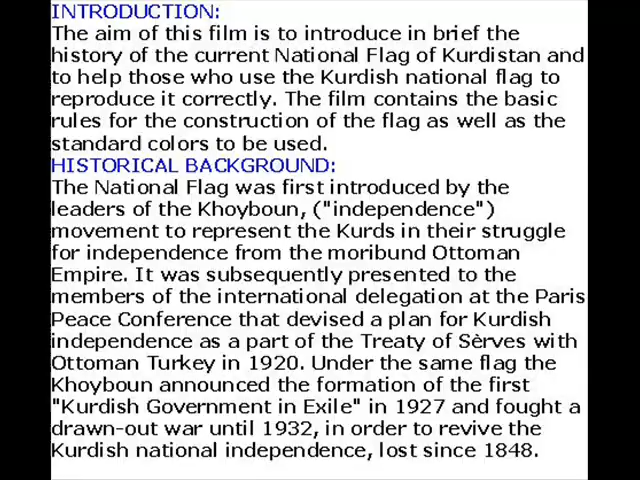 INTRODUCTION:
The aim of this film is to introduce in brief the
history of the current National Flag of Kurdistan and
to help those who use the Kurdish national flag to
reproduce it correctly. The film contains the basic
rules for the construction of the flag as well as the
standard colors to be used.
HISTORICAL BACKGROUND:
The National Flag was first introduced by the
leaders of the Khoyboun, ("independence")
movement to represent the Kurds in their struggle
for independence from the moribund Ottoman
Empire. It was subsequently presented to the
members of the international delegation at the Paris
Peace Conference that devised a plan for Kurdish
independence as a part of the Treaty of Sèrves with
Ottoman Turkey in 1920. Under the same flag the
Khoyboun announced the formation of the first
"Kurdish Government in Exile" in 1927 and fought a
drawn-out war until 1932, in order to revive the
Kurdish national independence, lost since 1848.